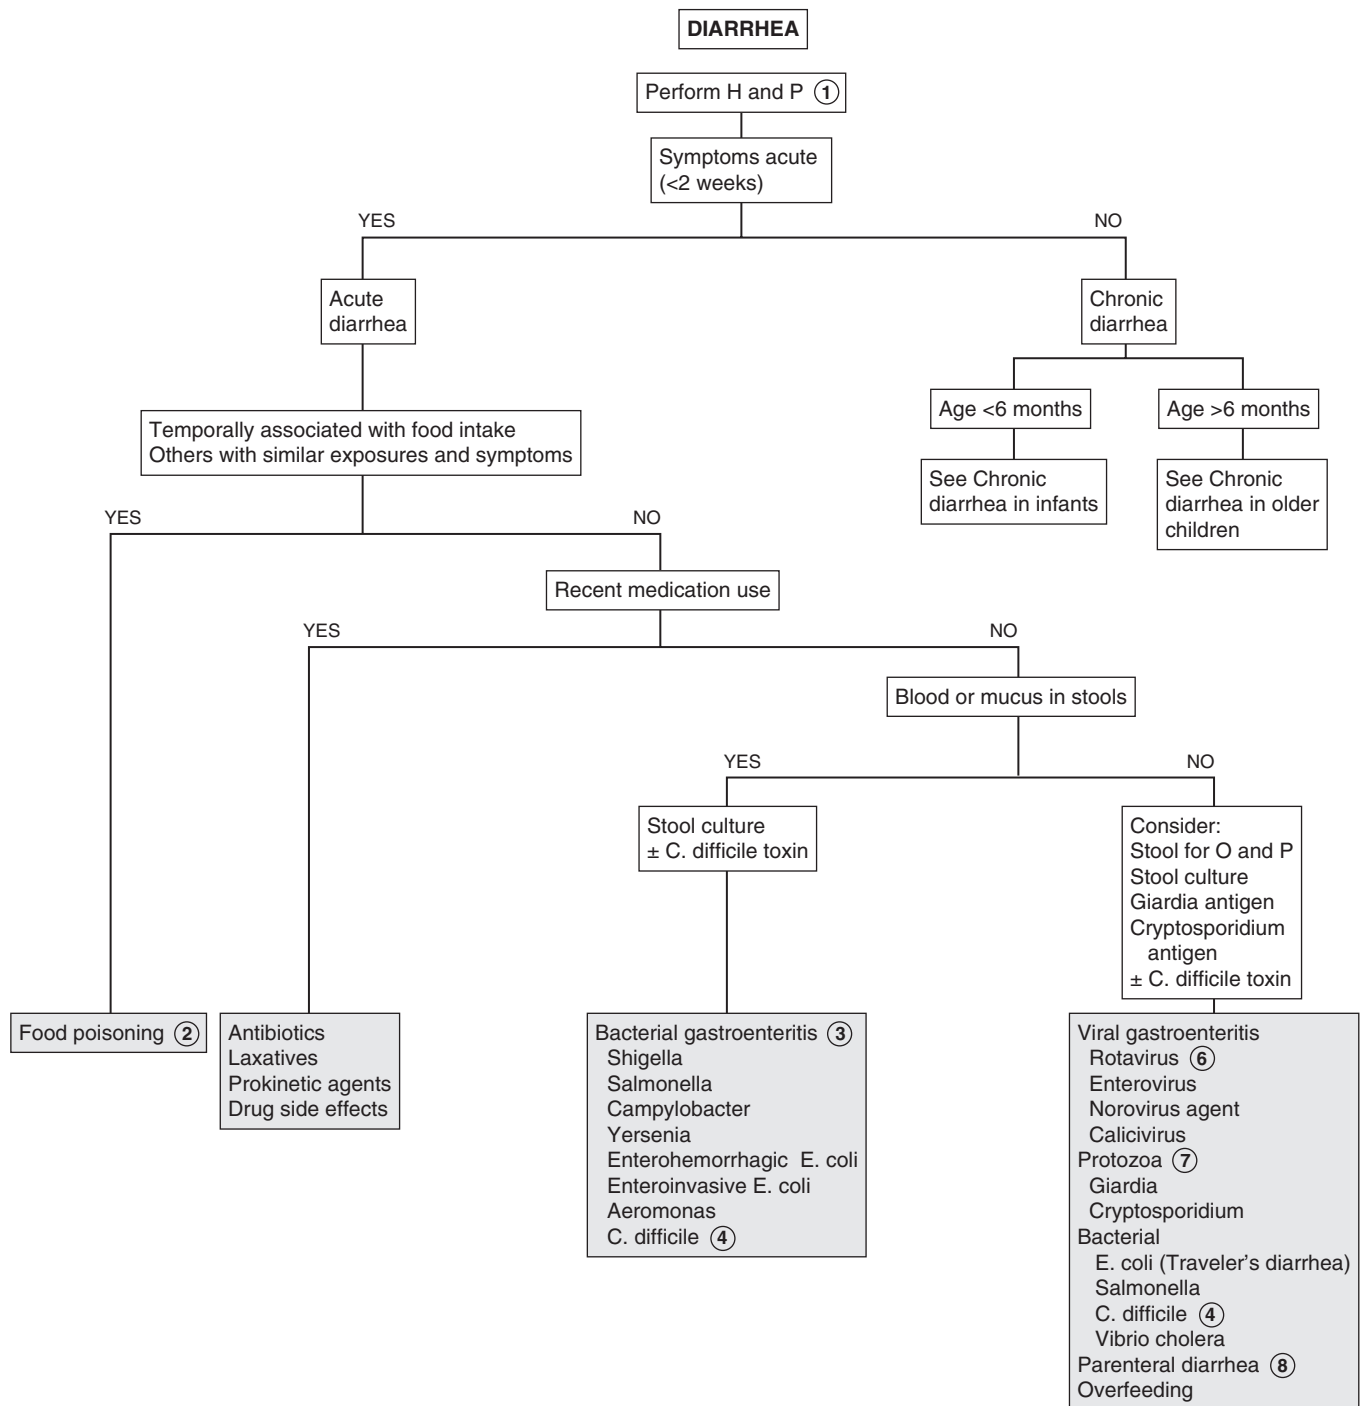 DIARRHEA
Perform H and P ①
Symptoms acute
(<2 weeks)
YES
NO
Acute
diarrhea
Chronic
diarrhea
Age <6 months
Age >6 months
See Chronic
diarrhea in infants
See Chronic
diarrhea in older
children
Temporally associated with food intake
Others with similar exposures and symptoms
YES
NO
Recent medication use
YES
NO
Blood or mucus in stools
YES
NO
Stool culture
± C. difficile toxin
Consider:
Stool for O and P
Stool culture
Giardia antigen
Cryptosporidium
antigen
± C. difficile toxin
Food poisoning ②
Antibiotics
Laxatives
Prokinetic agents
Drug side effects
Bacterial gastroenteritis ③
Shigella
Salmonella
Campylobacter
Yersenia
Enterohemorrhagic E. coli
Enteroinvasive E. coli
Aeromonas
C. difficile ④
Viral gastroenteritis
Rotavirus ⑥
Enterovirus
Norovirus agent
Calicivirus
Protozoa ⑦
Giardia
Cryptosporidium
Bacterial
E. coli (Traveler's diarrhea)
Salmonella
C. difficile ④
Vibrio cholera
Parenteral diarrhea ⑧
Overfeeding